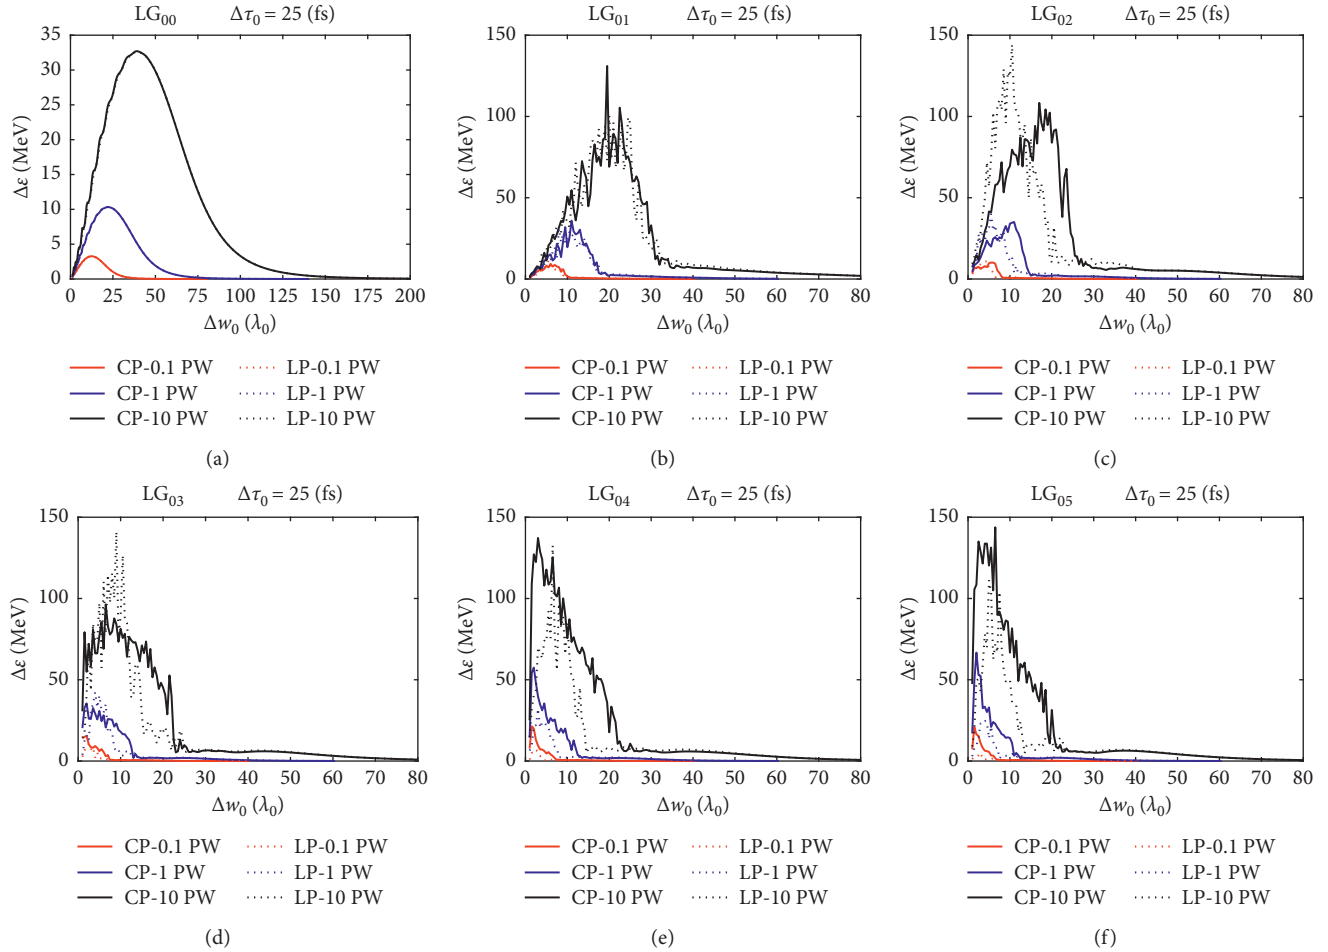 LG₀₀ Δτ₀ = 25 (fs)
LG₀₁ Δτ₀ = 25 (fs)
LG₀₂ Δτ₀ = 25 (fs)
Δε (MeV)
35
30
25
20
15
10
5
0
0 25 50 75 100 125 150 175 200
Δw₀ (λ₀)
Δε (MeV)
150
100
50
0
0 10 20 30 40 50 60 70 80
Δw₀ (λ₀)
Δε (MeV)
150
100
50
0
0 10 20 30 40 50 60 70 80
Δw₀ (λ₀)
CP-0.1 PW LP-0.1 PW
CP-1 PW LP-1 PW
CP-10 PW LP-10 PW
(a)
CP-0.1 PW LP-0.1 PW
CP-1 PW LP-1 PW
CP-10 PW LP-10 PW
(b)
CP-0.1 PW LP-0.1 PW
CP-1 PW LP-1 PW
CP-10 PW LP-10 PW
(c)
LG₀₃ Δτ₀ = 25 (fs)
LG₀₄ Δτ₀ = 25 (fs)
LG₀₅ Δτ₀ = 25 (fs)
Δε (MeV)
150
100
50
0
0 10 20 30 40 50 60 70 80
Δw₀ (λ₀)
Δε (MeV)
150
100
50
0
0 10 20 30 40 50 60 70 80
Δw₀ (λ₀)
Δε (MeV)
150
100
50
0
0 10 20 30 40 50 60 70 80
Δw₀ (λ₀)
CP-0.1 PW LP-0.1 PW
CP-1 PW LP-1 PW
CP-10 PW LP-10 PW
(d)
CP-0.1 PW LP-0.1 PW
CP-1 PW LP-1 PW
CP-10 PW LP-10 PW
(e)
CP-0.1 PW LP-0.1 PW
CP-1 PW LP-1 PW
CP-10 PW LP-10 PW
(f)